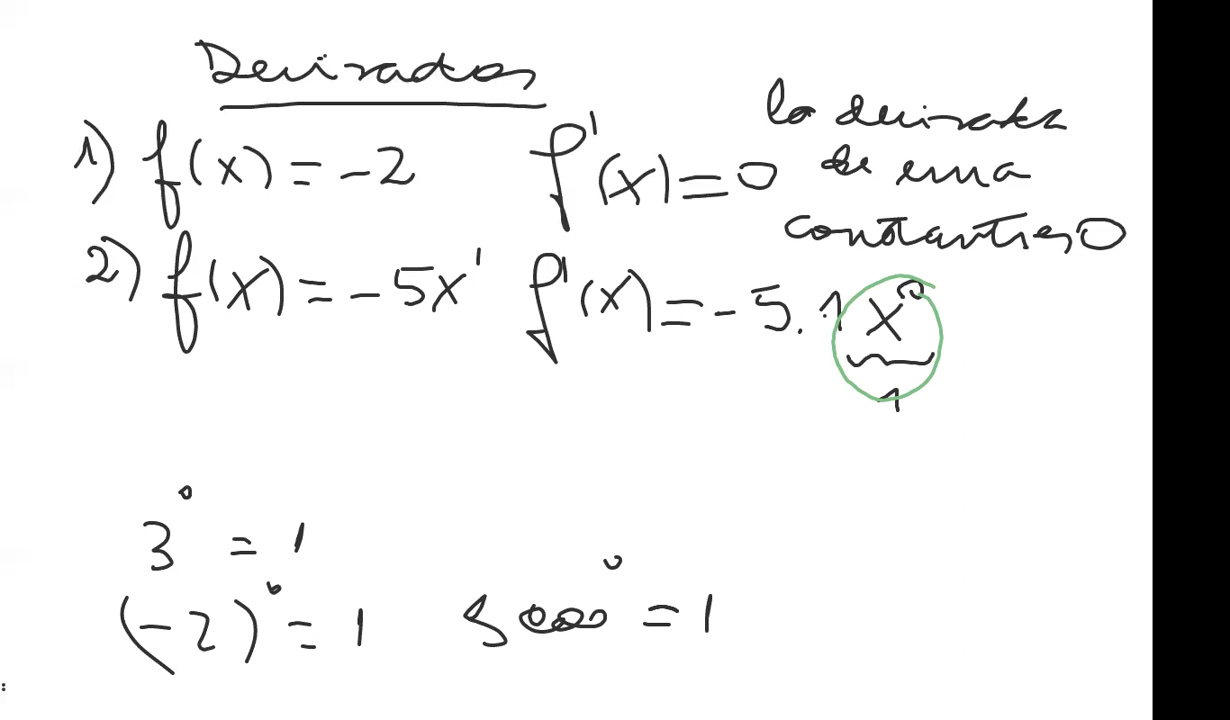 Derivadas
1) f(x) = -2 f'(x) = 0 la derivada
de una
constante es 0
2) f(x) = -5x¹ f'(x) = -5.1 x⁰
1
3⁰ = 1
(-2)⁰ = 1 5000⁰ = 1